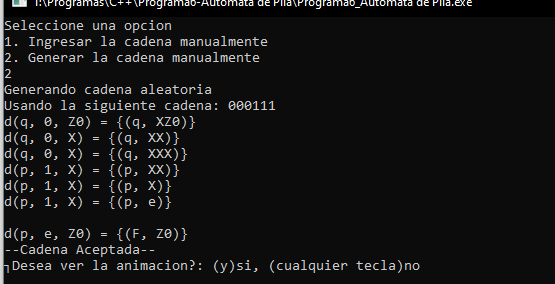 I:\Programas\C++\Programa6-Automata de Pila\Programa6_Automata de Pila.exe
Seleccione una opcion
1. Ingresar la cadena manualmente
2. Generar la cadena manualmente
2
Generando cadena aleatoria
Usando la siguiente cadena: 000111
d(q, 0, Z0) = {(q, XZ0)}
d(q, 0, X) = {(q, XX)}
d(q, 0, X) = {(q, XXX)}
d(p, 1, X) = {(p, XX)}
d(p, 1, X) = {(p, X)}
d(p, 1, X) = {(p, e)}
d(p, e, Z0) = {(F, Z0)}
--Cadena Aceptada--
┐Desea ver la animacion?: (y)si, (cualquier tecla)no